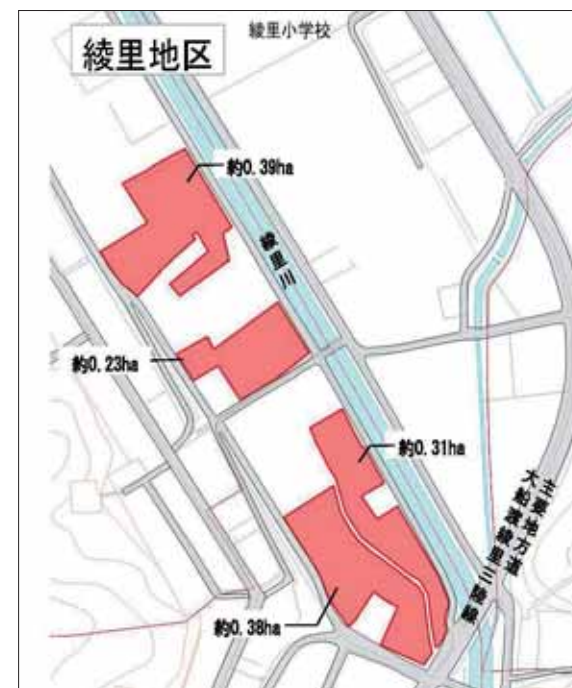 綾里地区
綾里小学校
約0.39ha
綾里川
約0.23ha
約0.31ha
主要地方道
大船渡綾里三陸線
約0.38ha